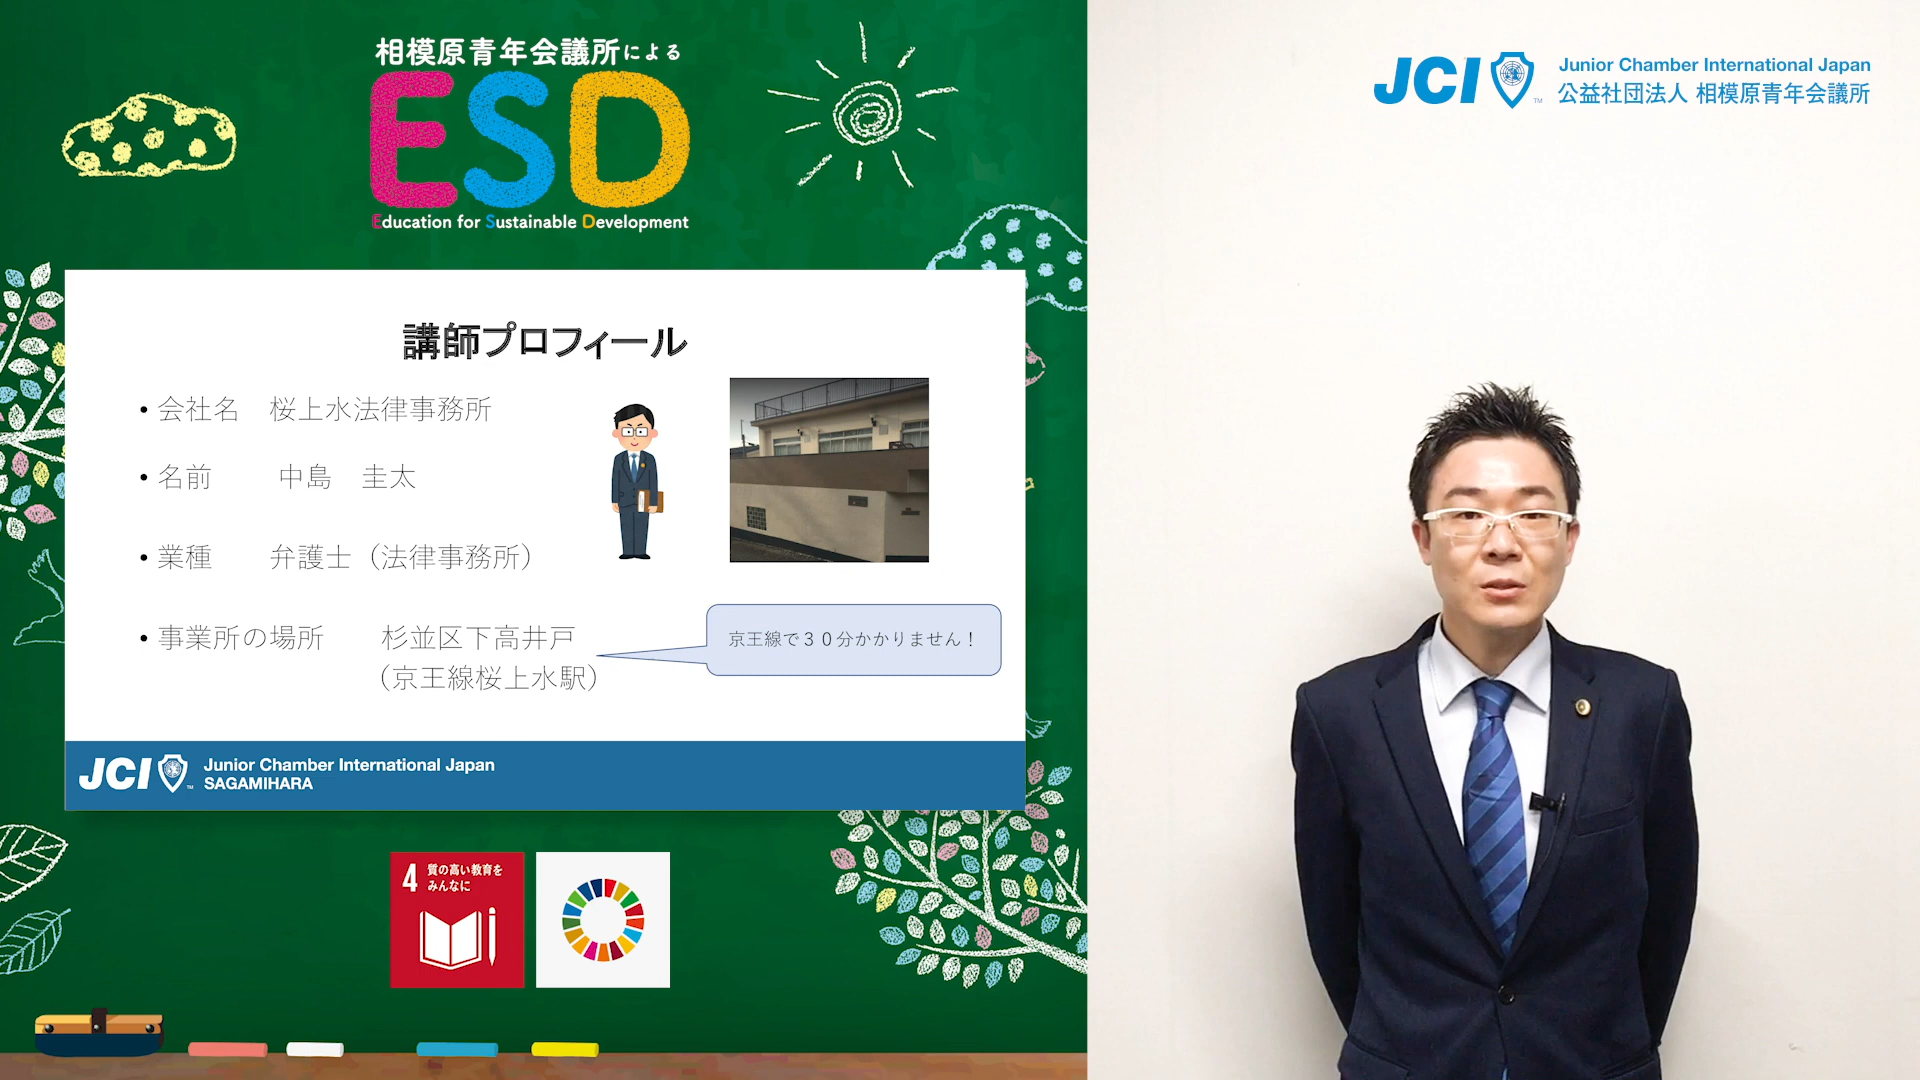 相模原青年会議所による
ESD
Education for Sustainable Development
講師プロフィール
• 会社名　桜上水法律事務所
• 名前　　中島　圭太
• 業種　　弁護士（法律事務所）
• 事業所の場所　　杉並区下高井戸
（京王線桜上水駅）
京王線で３０分かかりません！
JCI TM Junior Chamber International Japan
SAGAMIHARA
4 質の高い教育を
みんなに
JCI TM Junior Chamber International Japan
公益社団法人 相模原青年会議所